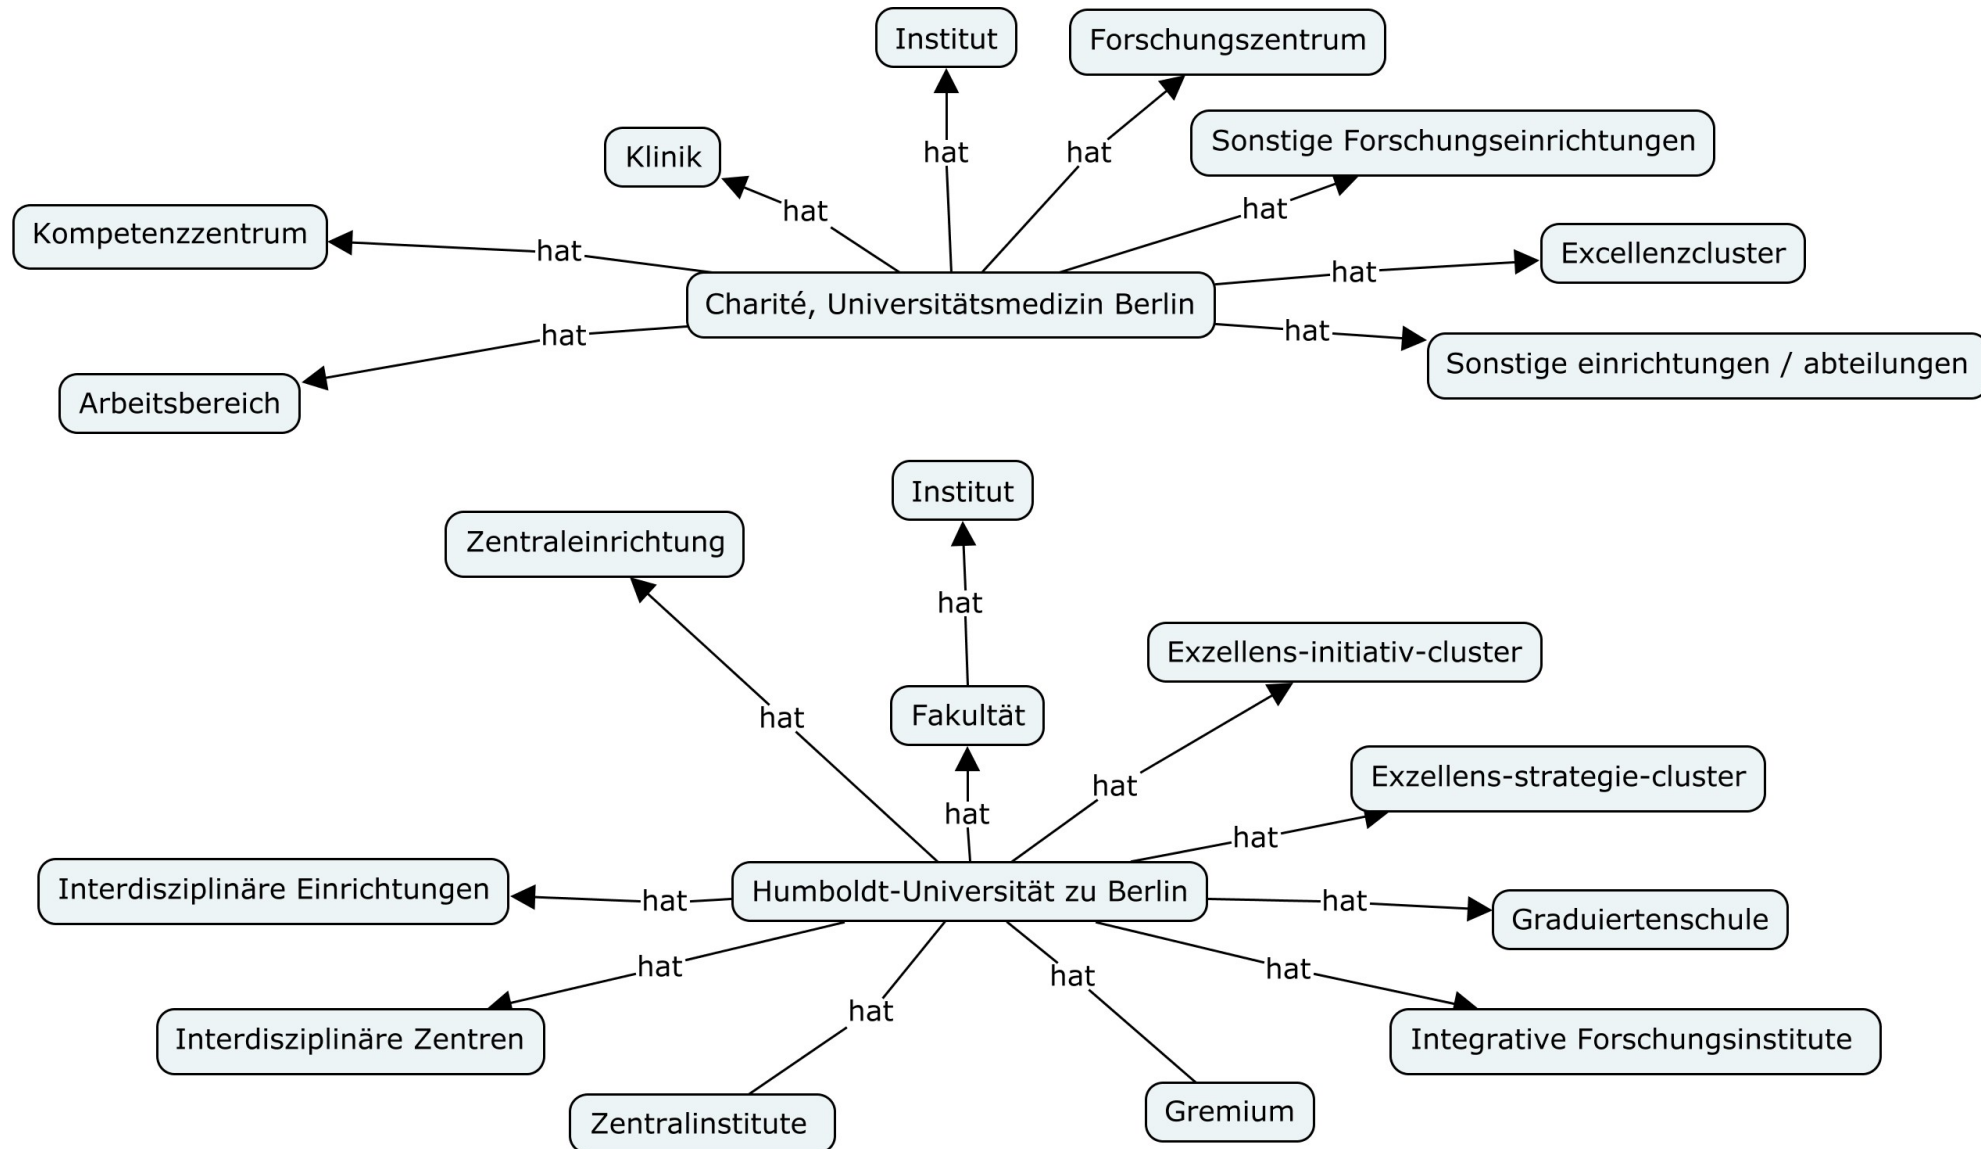 Institut
Forschungszentrum
hat
hat
Klinik
Sonstige Forschungseinrichtungen
hat
hat
Kompetenzzentrum
hat
Excellenzcluster
hat
Charité, Universitätsmedizin Berlin
hat
hat
Sonstige einrichtungen / abteilungen
Arbeitsbereich
Institut
Zentraleinrichtung
hat
Exzellens-initiativ-cluster
Fakultät
hat
hat
hat
Exzellens-strategie-cluster
hat
Interdisziplinäre Einrichtungen
hat
Humboldt-Universität zu Berlin
hat
Graduiertenschule
hat
hat
hat
hat
Interdisziplinäre Zentren
Integrative Forschungsinstitute
Zentralinstitute
Gremium